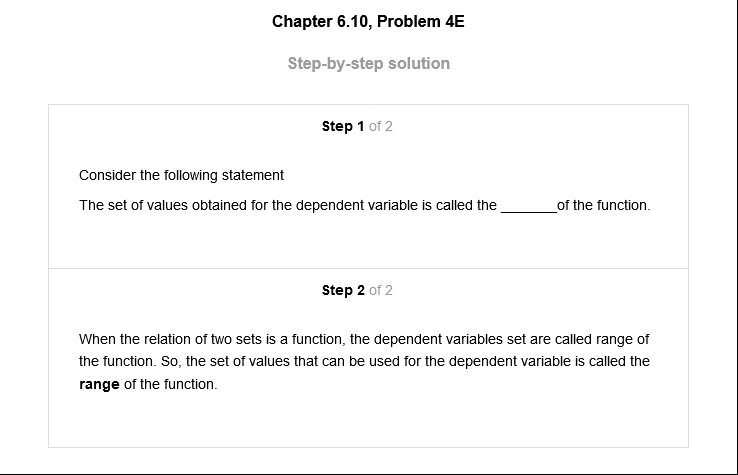 Chapter 6.10, Problem 4E
Step-by-step solution
Step 1 of 2
Consider the following statement
The set of values obtained for the dependent variable is called the _______of the function.
Step 2 of 2
When the relation of two sets is a function, the dependent variables set are called range of
the function. So, the set of values that can be used for the dependent variable is called the
range of the function.